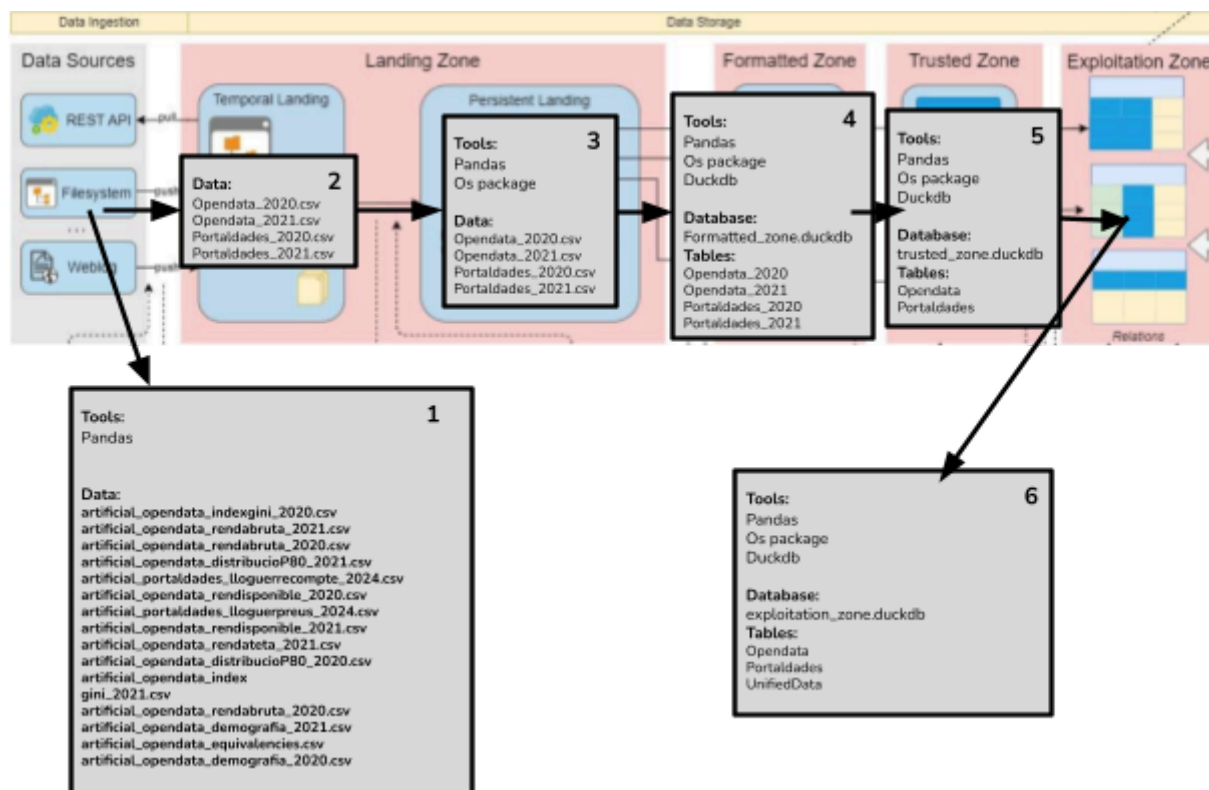 Data Ingestion
Data Storage
Data Sources
Landing Zone
Formatted Zone
Trusted Zone
Exploitation Zone
REST API
pull
Temporal Landing
Persistent Landing
Filesystem
push
...
Weblog
push
Relations
2
Data:
Opendata_2020.csv
Opendata_2021.csv
Portaldades_2020.csv
Portaldades_2021.csv
3
Tools:
Pandas
Os package
Data:
Opendata_2020.csv
Opendata_2021.csv
Portaldades_2020.csv
Portaldades_2021.csv
4
Tools:
Pandas
Os package
Duckdb
Database:
Formatted_zone.duckdb
Tables:
Opendata_2020
Opendata_2021
Portaldades_2020
Portaldades_2021
5
Tools:
Pandas
Os package
Duckdb
Database:
trusted_zone.duckdb
Tables:
Opendata
Portaldades
1
Tools:
Pandas
Data:
artificial_opendata_indexgini_2020.csv
artificial_opendata_rendabruta_2021.csv
artificial_opendata_rendabruta_2020.csv
artificial_opendata_distribucioP80_2021.csv
artificial_portaldades_lloguerrecompte_2024.csv
artificial_opendata_rendisponible_2020.csv
artificial_portaldades_lloguerpreus_2024.csv
artificial_opendata_rendisponible_2021.csv
artificial_opendata_rendateta_2021.csv
artificial_opendata_distribucioP80_2020.csv
artificial_opendata_index
gini_2021.csv
artificial_opendata_rendabruta_2020.csv
artificial_opendata_demografia_2021.csv
artificial_opendata_equivalencies.csv
artificial_opendata_demografia_2020.csv
6
Tools:
Pandas
Os package
Duckdb
Database:
exploitation_zone.duckdb
Tables:
Opendata
Portaldades
UnifiedData